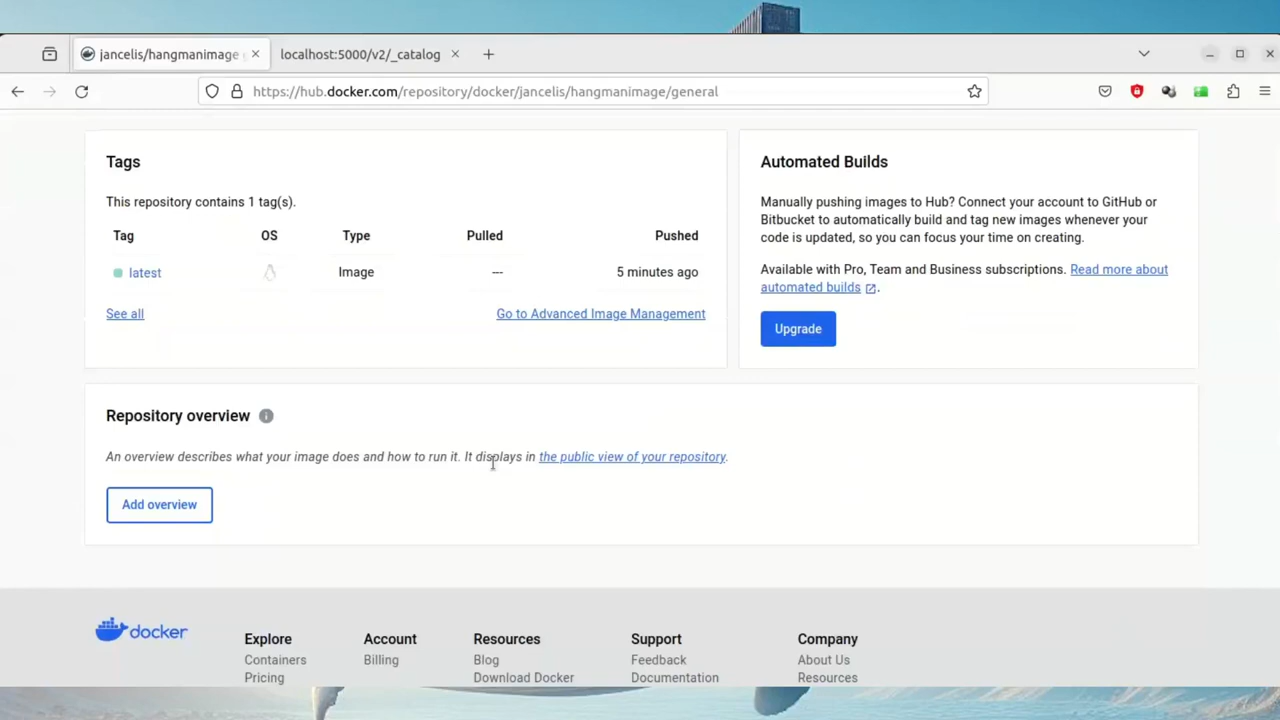 jancelis/hangmanimage
localhost:5000/v2/_catalog
https://hub.docker.com/repository/docker/jancelis/hangmanimage/general
Tags
This repository contains 1 tag(s).
Tag OS Type Pulled Pushed
latest Image --- 5 minutes ago
See all Go to Advanced Image Management
Automated Builds
Manually pushing images to Hub? Connect your account to GitHub or
Bitbucket to automatically build and tag new images whenever your
code is updated, so you can focus your time on creating.
Available with Pro, Team and Business subscriptions. Read more about
automated builds .
Upgrade
Repository overview
An overview describes what your image does and how to run it. It displays in the public view of your repository.
Add overview
docker
Explore
Containers
Pricing
Account
Billing
Resources
Blog
Download Docker
Support
Feedback
Documentation
Company
About Us
Resources